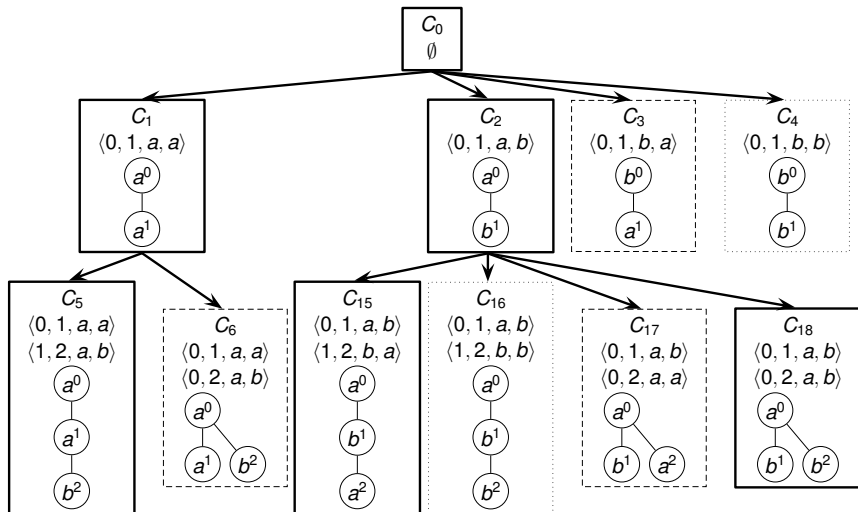 C₀
∅
C₁
⟨0, 1, a, a⟩
a⁰
a¹
C₂
⟨0, 1, a, b⟩
a⁰
b¹
C₃
⟨0, 1, b, a⟩
b⁰
a¹
C₄
⟨0, 1, b, b⟩
b⁰
b¹
C₅
⟨0, 1, a, a⟩
⟨1, 2, a, b⟩
a⁰
a¹
b²
C₆
⟨0, 1, a, a⟩
⟨0, 2, a, b⟩
a⁰
a¹ b²
C₁₅
⟨0, 1, a, b⟩
⟨1, 2, b, a⟩
a⁰
b¹
a²
C₁₆
⟨0, 1, a, b⟩
⟨1, 2, b, b⟩
a⁰
b¹
b²
C₁₇
⟨0, 1, a, b⟩
⟨0, 2, a, a⟩
a⁰
b¹ a²
C₁₈
⟨0, 1, a, b⟩
⟨0, 2, a, b⟩
a⁰
b¹ b²